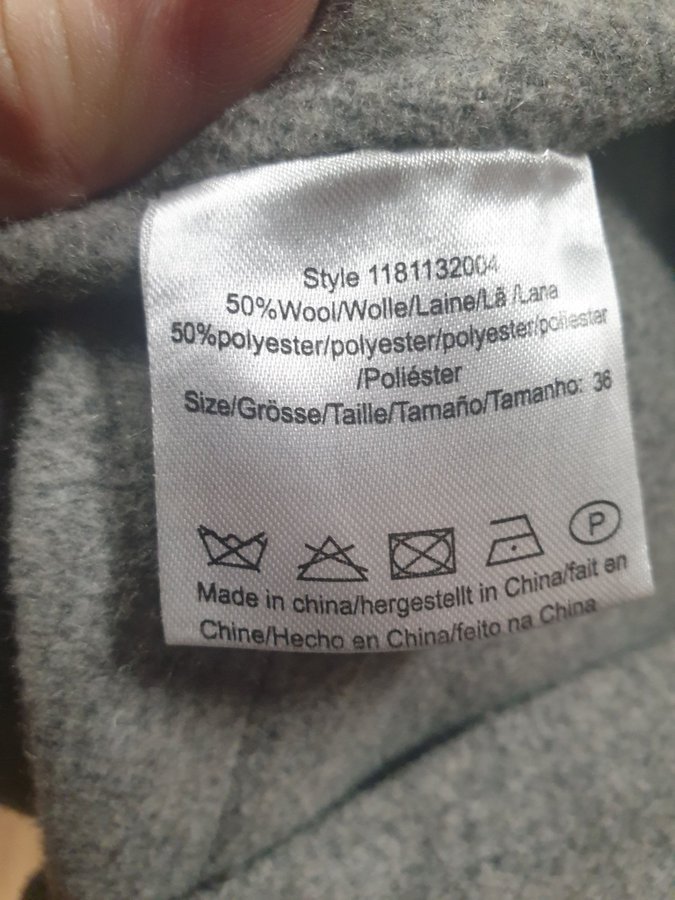 Style 1181132004
50%Wool/Wolle/Laine/Lã /Lana
50%polyester/polyester/polyester/poliester
/Poliéster
Size/Grösse/Taille/Tamaño/Tamanho: 36
P
Made in china/hergestellt in China/fait en
Chine/Hecho en China/feito na China